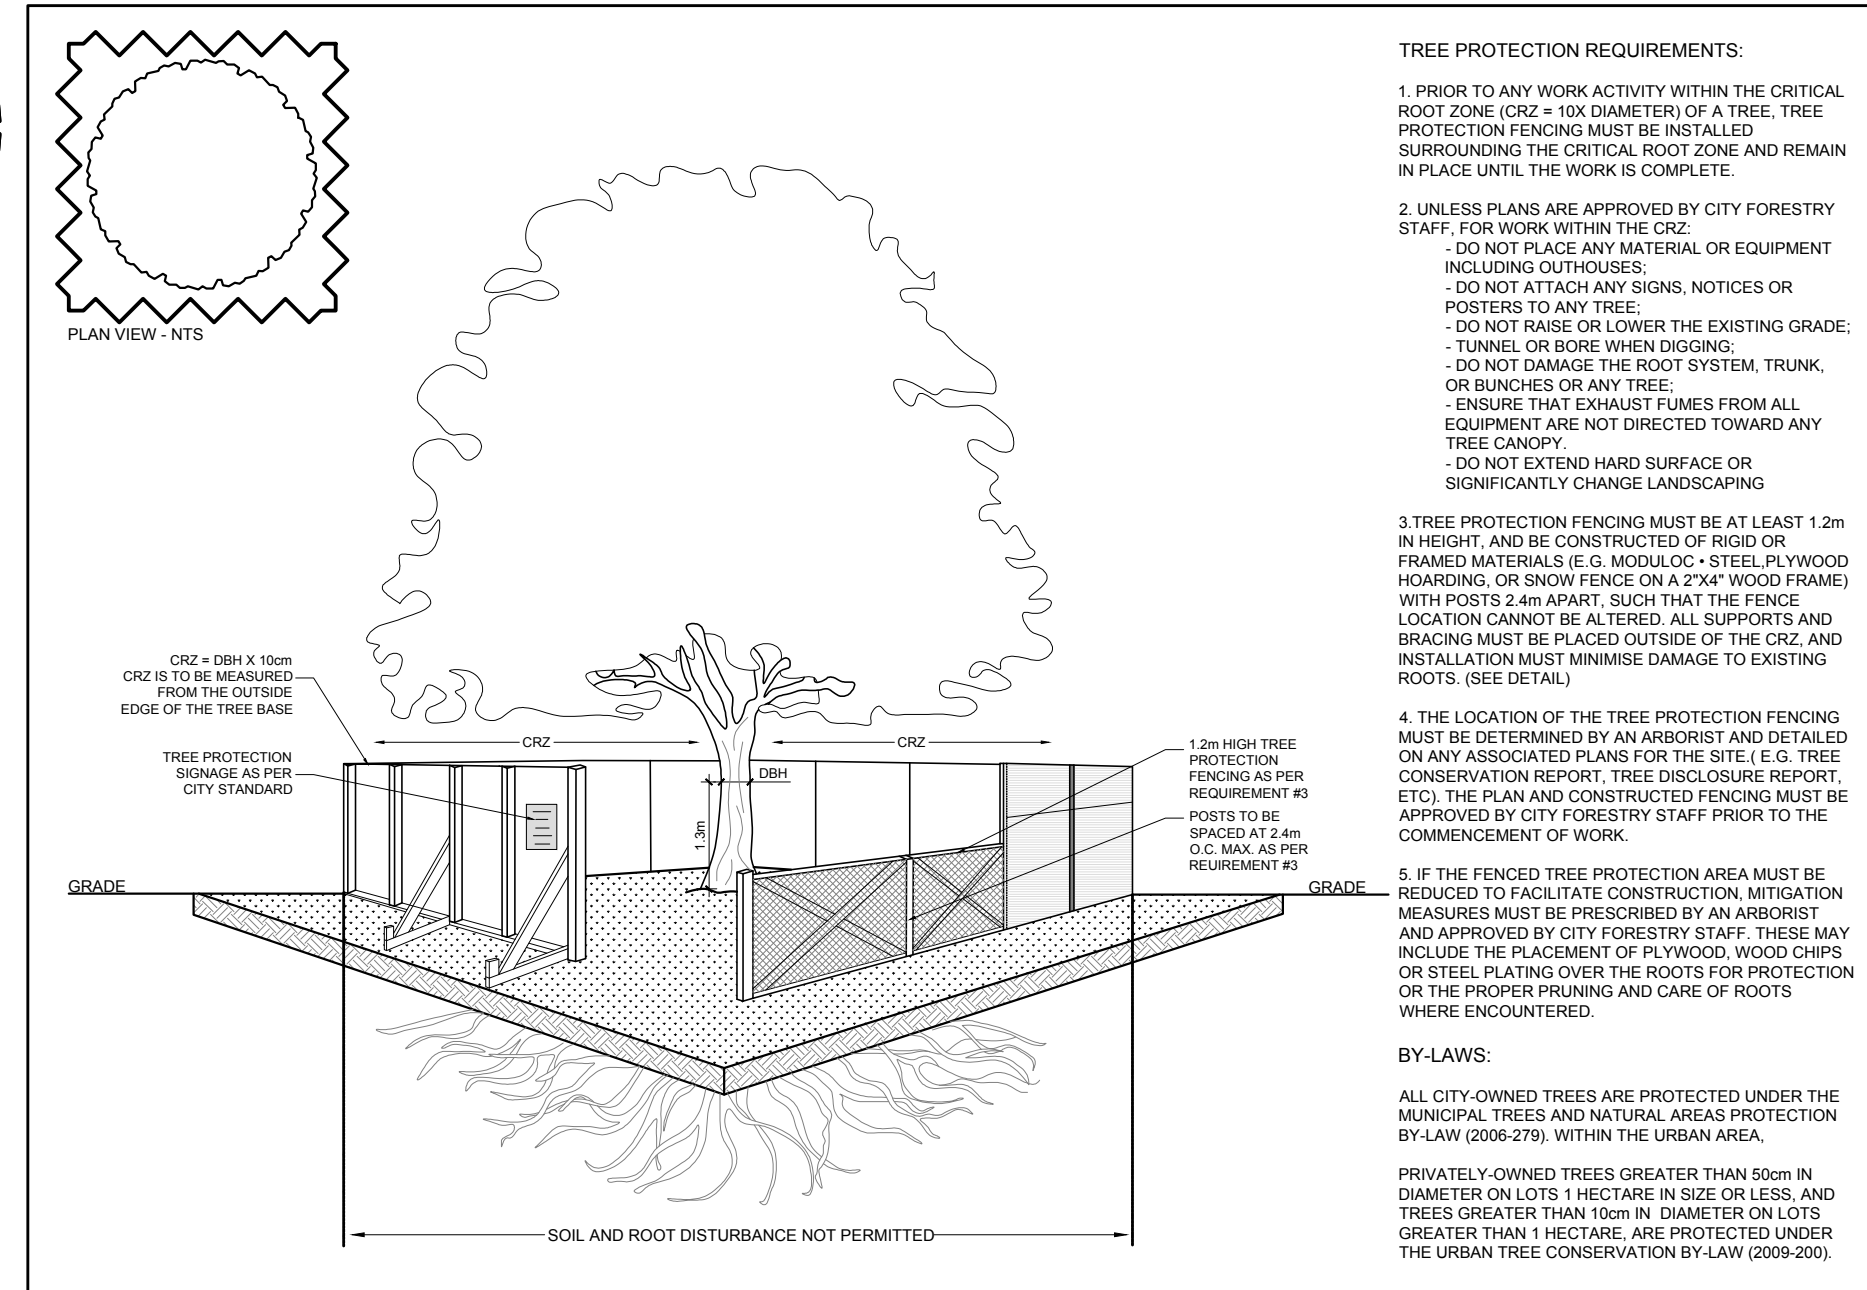 PLAN VIEW - NTS
CRZ = DBH X 10cm
CRZ IS TO BE MEASURED
FROM THE OUTSIDE
EDGE OF THE TREE BASE
TREE PROTECTION
SIGNAGE AS PER
CITY STANDARD
CRZ
CRZ
DBH
1.3m
1.2m HIGH TREE
PROTECTION
FENCING AS PER
REQUIREMENT #3
POSTS TO BE
SPACED AT 2.4m
O.C. MAX. AS PER
REUIREMENT #3
GRADE
GRADE
SOIL AND ROOT DISTURBANCE NOT PERMITTED
TREE PROTECTION REQUIREMENTS:
1. PRIOR TO ANY WORK ACTIVITY WITHIN THE CRITICAL
ROOT ZONE (CRZ = 10X DIAMETER) OF A TREE, TREE
PROTECTION FENCING MUST BE INSTALLED
SURROUNDING THE CRITICAL ROOT ZONE AND REMAIN
IN PLACE UNTIL THE WORK IS COMPLETE.
2. UNLESS PLANS ARE APPROVED BY CITY FORESTRY
STAFF, FOR WORK WITHIN THE CRZ:
- DO NOT PLACE ANY MATERIAL OR EQUIPMENT
INCLUDING OUTHOUSES;
- DO NOT ATTACH ANY SIGNS, NOTICES OR
POSTERS TO ANY TREE;
- DO NOT RAISE OR LOWER THE EXISTING GRADE;
- TUNNEL OR BORE WHEN DIGGING;
- DO NOT DAMAGE THE ROOT SYSTEM, TRUNK,
OR BUNCHES OR ANY TREE;
- ENSURE THAT EXHAUST FUMES FROM ALL
EQUIPMENT ARE NOT DIRECTED TOWARD ANY
TREE CANOPY.
- DO NOT EXTEND HARD SURFACE OR
SIGNIFICANTLY CHANGE LANDSCAPING
3.TREE PROTECTION FENCING MUST BE AT LEAST 1.2m
IN HEIGHT, AND BE CONSTRUCTED OF RIGID OR
FRAMED MATERIALS (E.G. MODULOC • STEEL,PLYWOOD
HOARDING, OR SNOW FENCE ON A 2"X4" WOOD FRAME)
WITH POSTS 2.4m APART, SUCH THAT THE FENCE
LOCATION CANNOT BE ALTERED. ALL SUPPORTS AND
BRACING MUST BE PLACED OUTSIDE OF THE CRZ, AND
INSTALLATION MUST MINIMISE DAMAGE TO EXISTING
ROOTS. (SEE DETAIL)
4. THE LOCATION OF THE TREE PROTECTION FENCING
MUST BE DETERMINED BY AN ARBORIST AND DETAILED
ON ANY ASSOCIATED PLANS FOR THE SITE.( E.G. TREE
CONSERVATION REPORT, TREE DISCLOSURE REPORT,
ETC). THE PLAN AND CONSTRUCTED FENCING MUST BE
APPROVED BY CITY FORESTRY STAFF PRIOR TO THE
COMMENCEMENT OF WORK.
5. IF THE FENCED TREE PROTECTION AREA MUST BE
REDUCED TO FACILITATE CONSTRUCTION, MITIGATION
MEASURES MUST BE PRESCRIBED BY AN ARBORIST
AND APPROVED BY CITY FORESTRY STAFF. THESE MAY
INCLUDE THE PLACEMENT OF PLYWOOD, WOOD CHIPS
OR STEEL PLATING OVER THE ROOTS FOR PROTECTION
OR THE PROPER PRUNING AND CARE OF ROOTS
WHERE ENCOUNTERED.
BY-LAWS:
ALL CITY-OWNED TREES ARE PROTECTED UNDER THE
MUNICIPAL TREES AND NATURAL AREAS PROTECTION
BY-LAW (2006-279). WITHIN THE URBAN AREA,
PRIVATELY-OWNED TREES GREATER THAN 50cm IN
DIAMETER ON LOTS 1 HECTARE IN SIZE OR LESS, AND
TREES GREATER THAN 10cm IN DIAMETER ON LOTS
GREATER THAN 1 HECTARE, ARE PROTECTED UNDER
THE URBAN TREE CONSERVATION BY-LAW (2009-200).